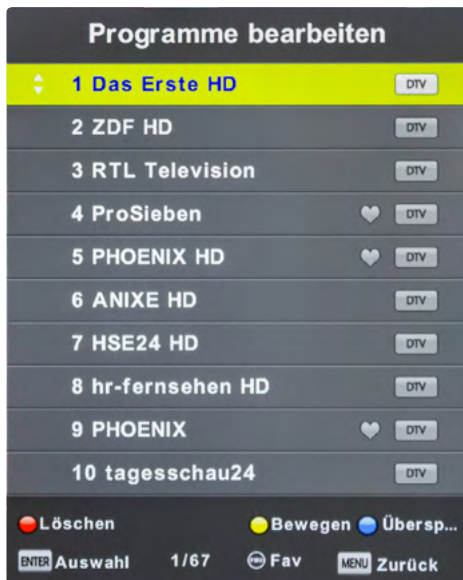 Programme bearbeiten
1 Das Erste HD DTV
2 ZDF HD DTV
3 RTL Television DTV
4 ProSieben DTV
5 PHOENIX HD DTV
6 ANIXE HD DTV
7 HSE24 HD DTV
8 hr-fernsehen HD DTV
9 PHOENIX DTV
10 tagesschau24 DTV
Löschen Bewegen Übersp...
ENTER Auswahl 1/67 FAV Fav MENU Zurück